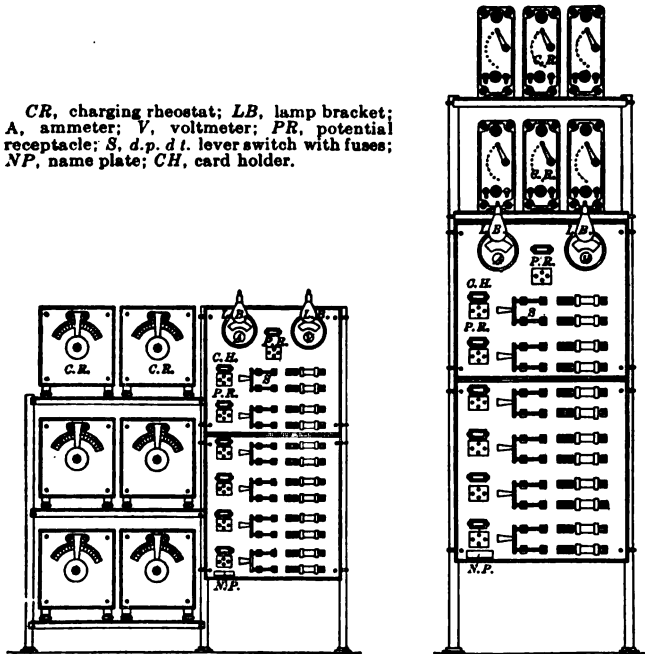 CR, charging rheostat; LB, lamp bracket;
A, ammeter; V, voltmeter; PR, potential
receptacle; S, d.p. d t. lever switch with fuses;
NP, name plate; CH, card holder.
C.R.
C.R.
L B.
L B.
A
V
P.R.
C.H.
S
P.R.
N.P.
L B.
A
P.R.
C.H.
S
P.R.
C.R.
C.R.
N.P.